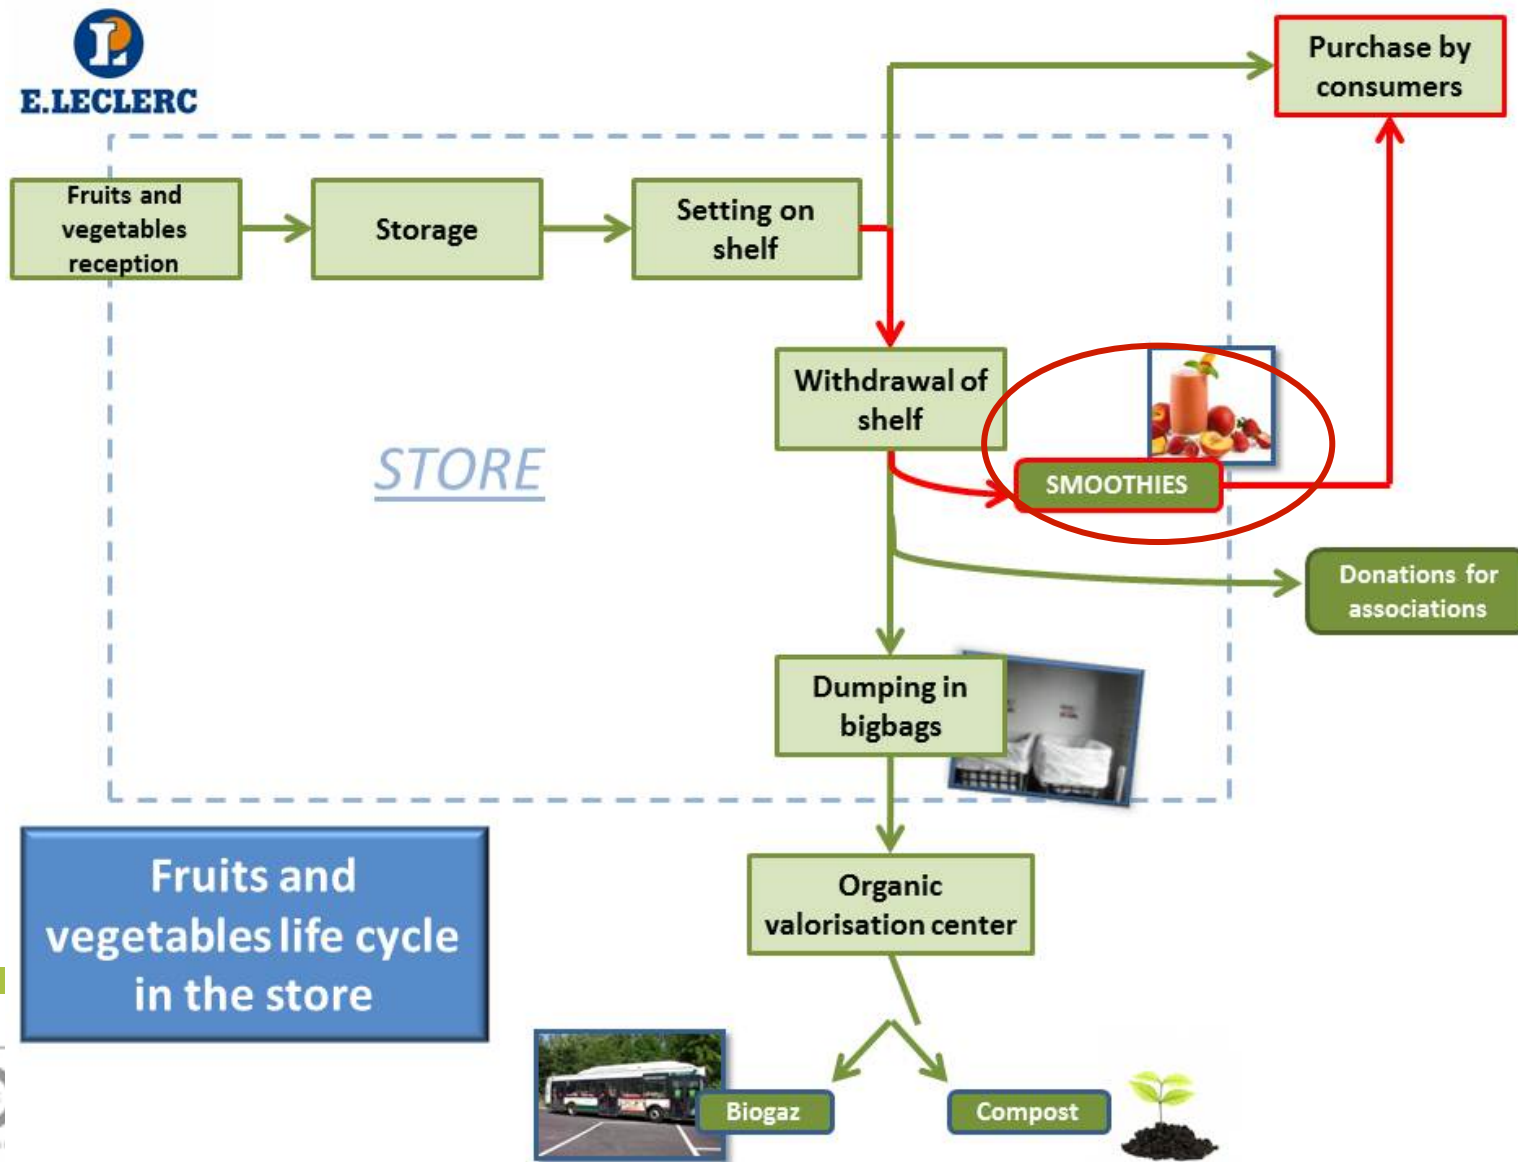 E.LECLERC
Purchase by
consumers
Fruits and
vegetables
reception
Storage
Setting on
shelf
Withdrawal of
shelf
STORE
SMOOTHIES
Donations for
associations
Dumping in
bigbags
Organic
valorisation center
Fruits and
vegetables life cycle
in the store
Biogaz
Compost